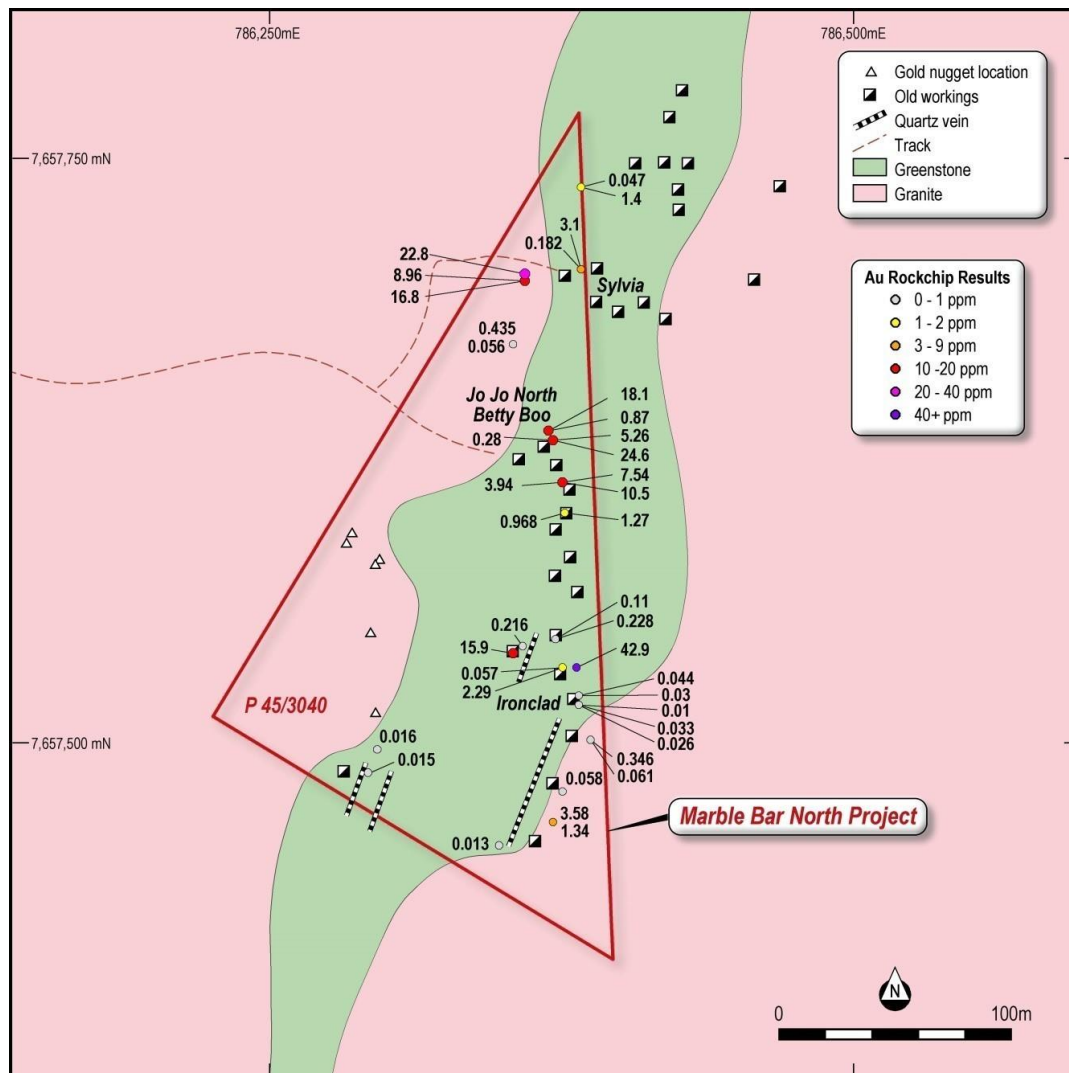 786,250mE
786,500mE
Gold nugget location
Old workings
Quartz vein
Track
Greenstone
Granite
7,657,750 mN
0.047
1.4
3.1
0.182
22.8
8.96
16.8
Sylvia
Au Rockchip Results
0 - 1 ppm
1 - 2 ppm
3 - 9 ppm
10 -20 ppm
20 - 40 ppm
40+ ppm
0.435
0.056
Jo Jo North
Betty Boo
18.1
0.87
0.28
5.26
24.6
7.54
3.94
10.5
0.968
1.27
0.11
0.228
0.216
15.9
42.9
0.057
2.29
0.044
0.03
0.01
0.033
0.026
Ironclad
P 45/3040
7,657,500 mN
0.016
0.015
0.346
0.061
0.058
3.58
1.34
0.013
Marble Bar North Project
N
0
100m